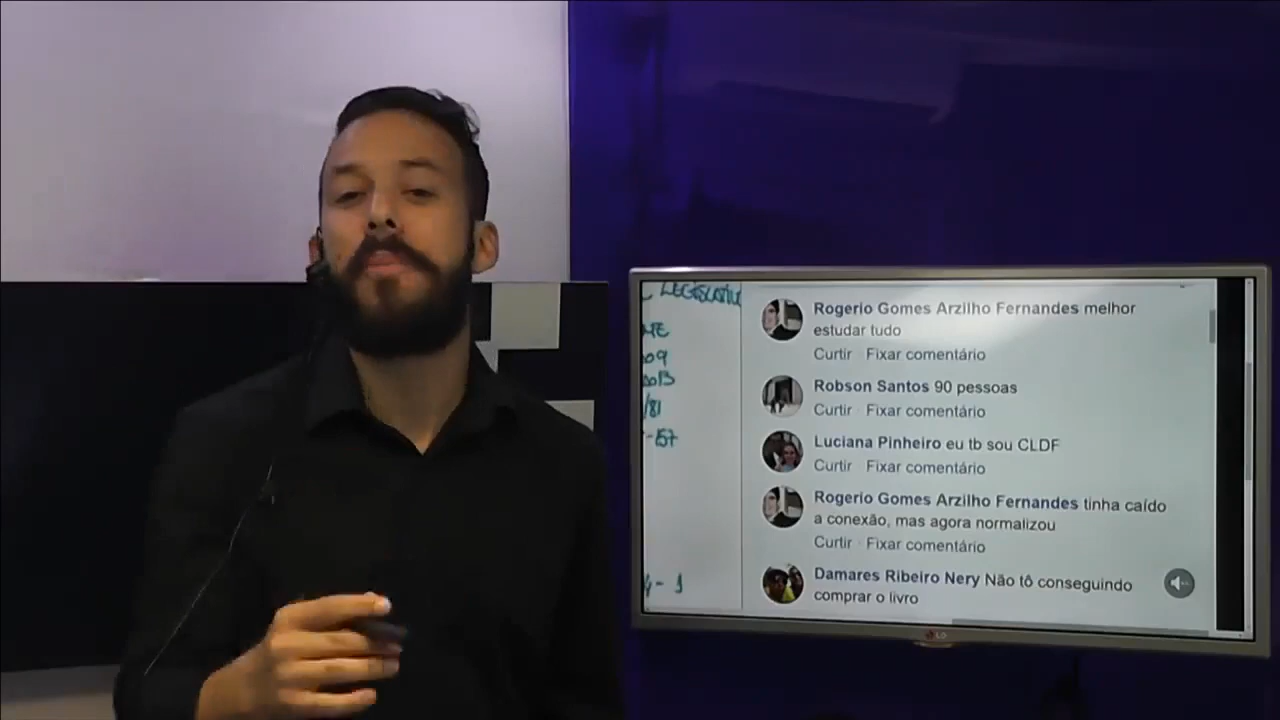 LEGISLATIV
Rogerio Gomes Arzilho Fernandes melhor
estudar tudo
Curtir · Fixar comentário
Robson Santos 90 pessoas
Curtir · Fixar comentário
Luciana Pinheiro eu tb sou CLDF
Curtir · Fixar comentário
Rogerio Gomes Arzilho Fernandes tinha caído
a conexão, mas agora normalizou
Curtir · Fixar comentário
Damares Ribeiro Nery Não tô conseguindo
comprar o livro
LG